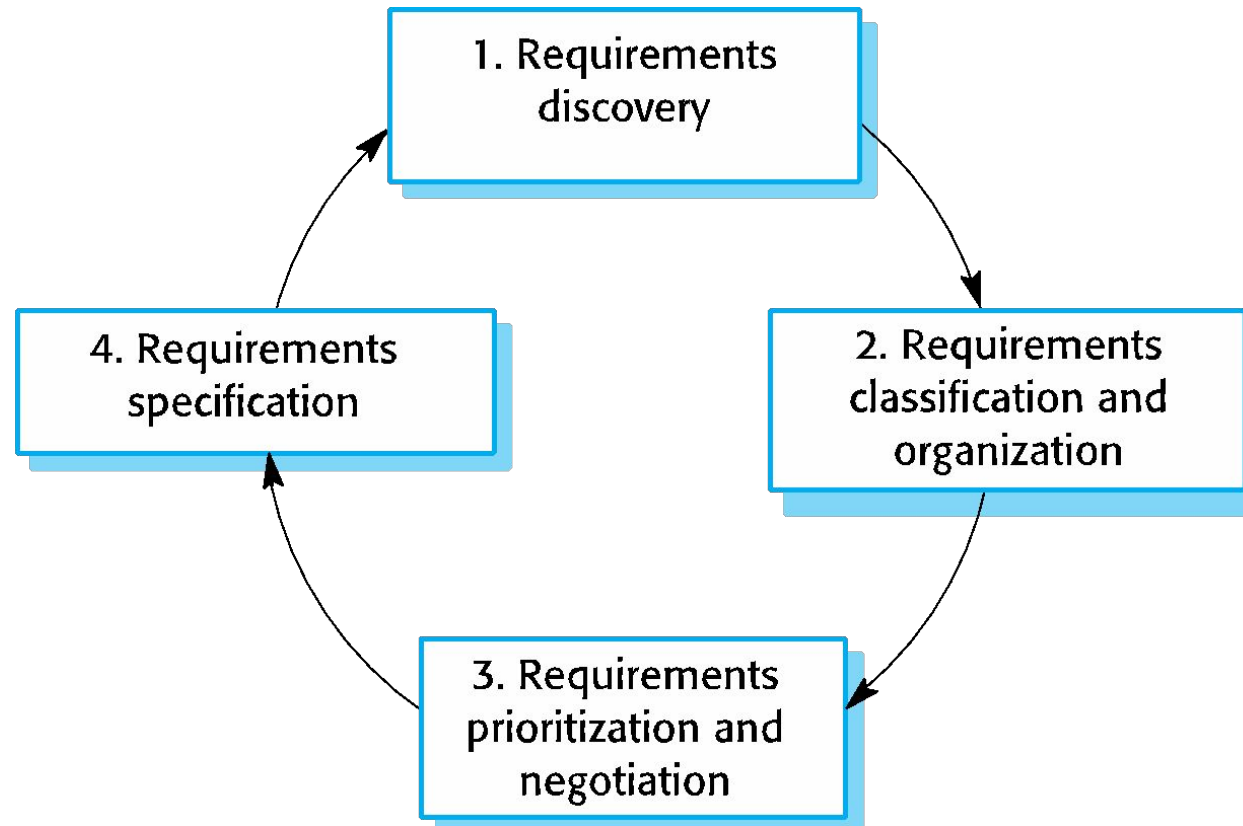 1. Requirements
discovery
2. Requirements
classification and
organization
3. Requirements
prioritization and
negotiation
4. Requirements
specification